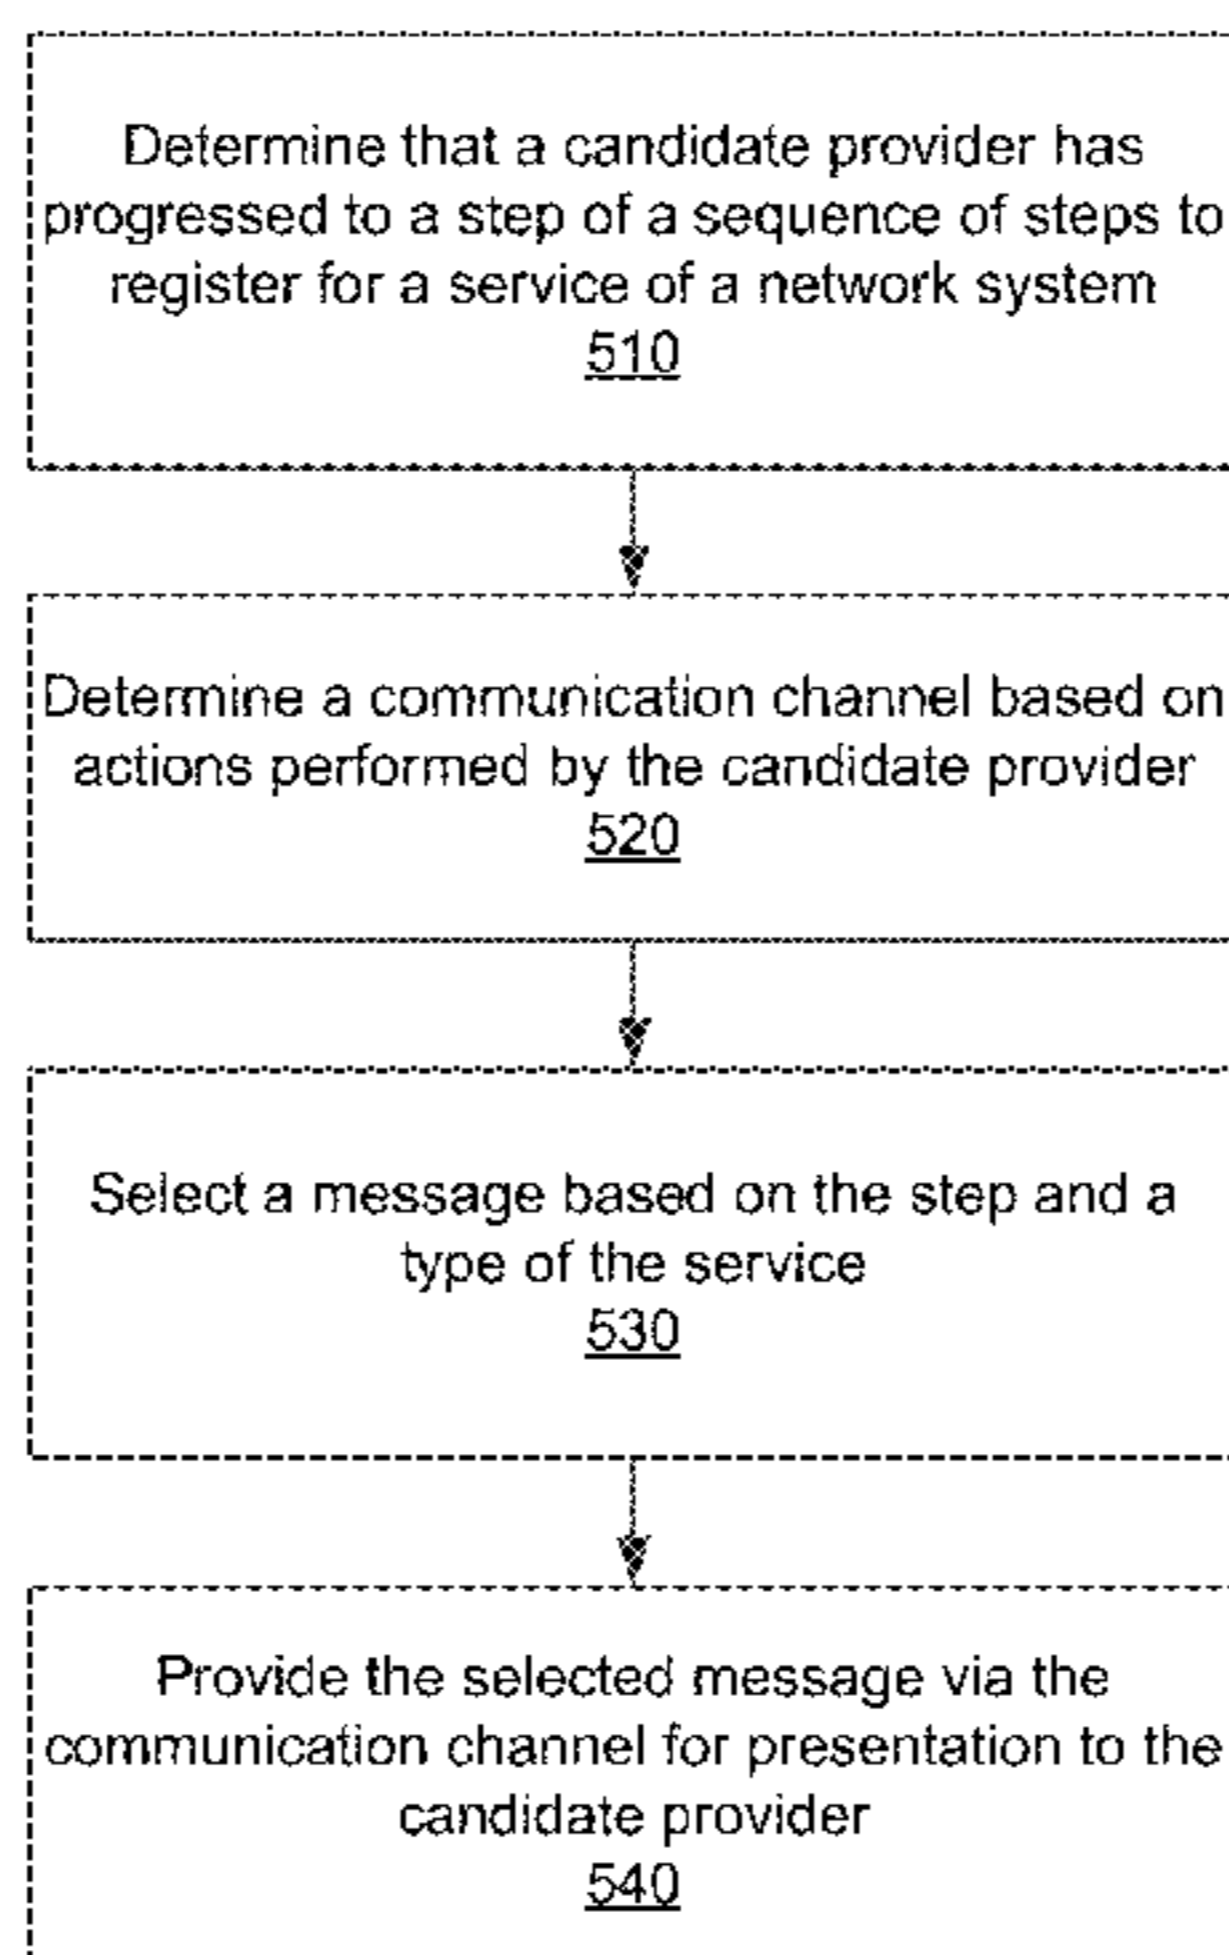 Determine that a candidate provider has
progressed to a step of a sequence of steps to
register for a service of a network system
510
Determine a communication channel based on
actions performed by the candidate provider
520
Select a message based on the step and a
type of the service
530
Provide the selected message via the
communication channel for presentation to the
candidate provider
540